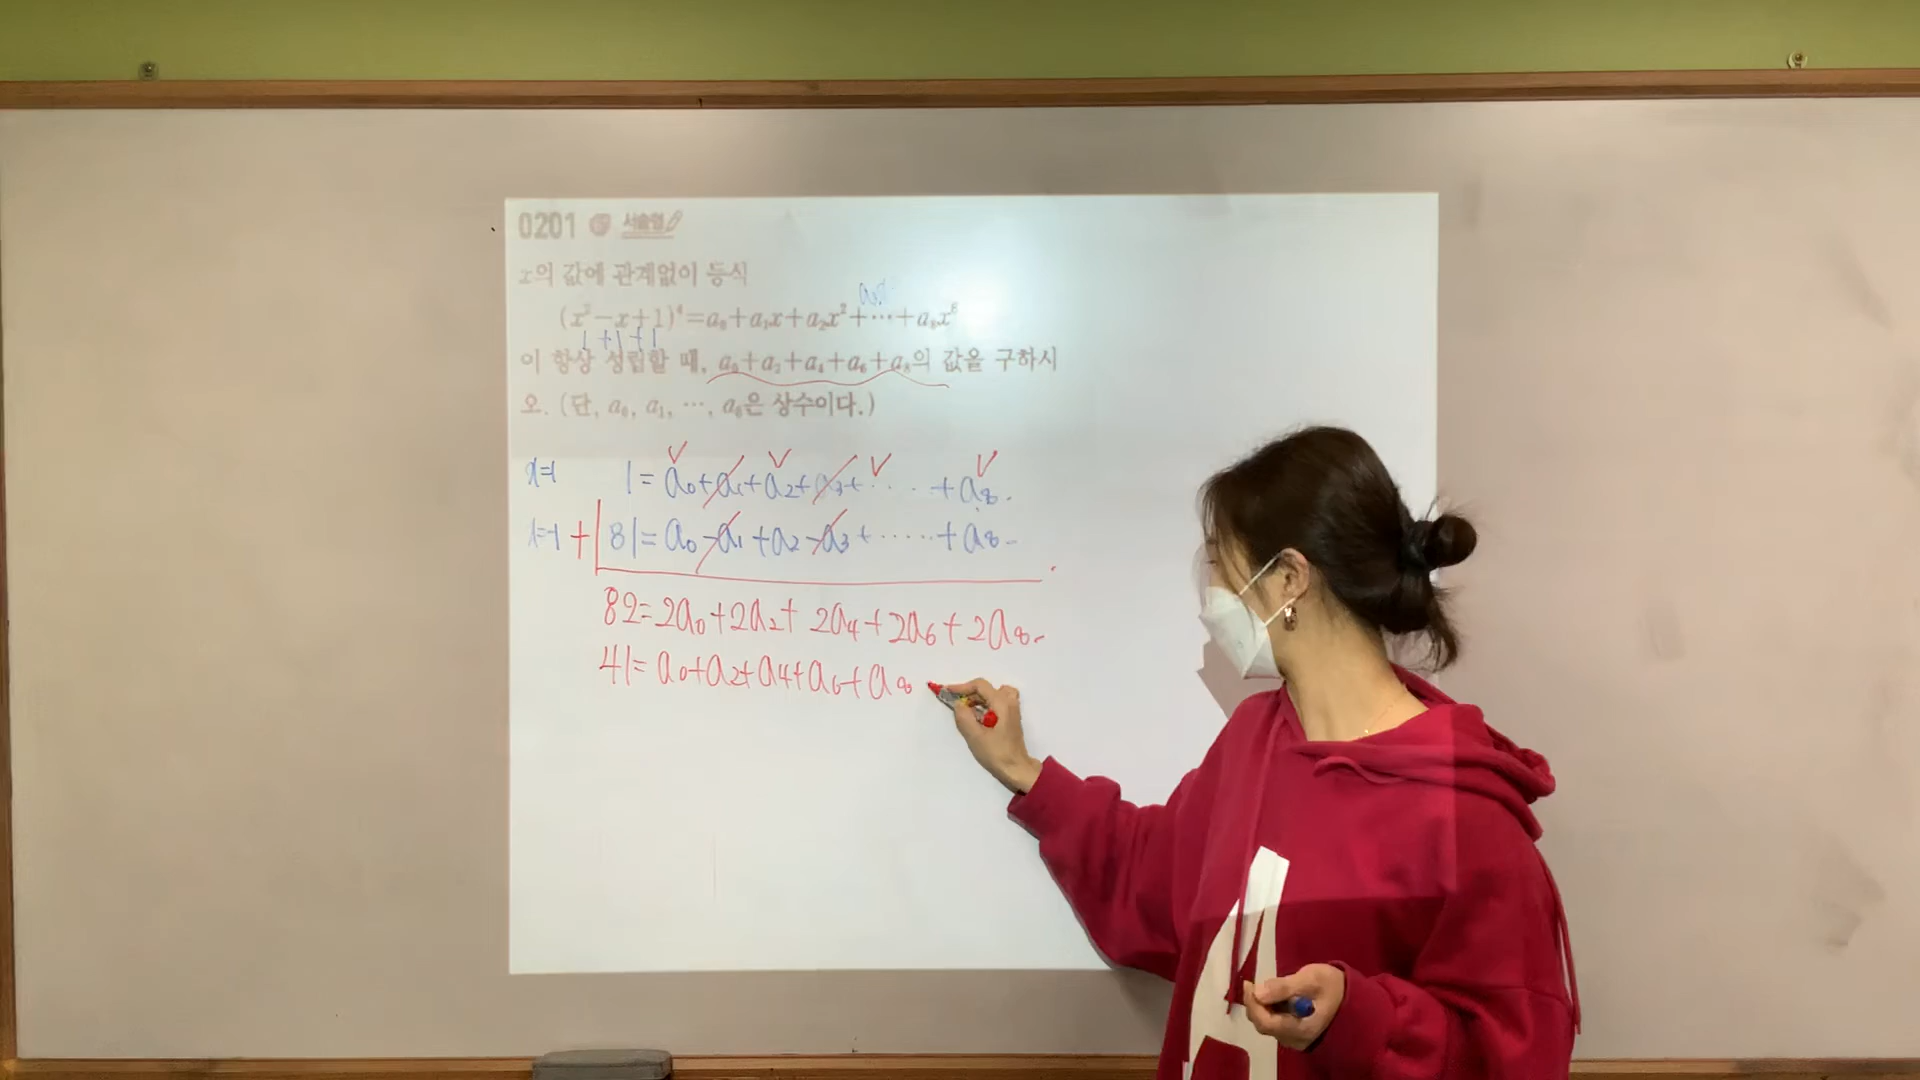 0201 서술형
x의 값에 관계없이 등식
(x²-x+1)⁴=a₀+a₁x+a₂x²+⋯+a₈x⁸
1+1+1
이 항상 성립할 때, a₀+a₂+a₄+a₆+a₈의 값을 구하시
오. (단, a₀, a₁, ⋯, a₈은 상수이다.)
x=1 1=a₀+a₁+a₂+a₃+⋯⋯+a₈.
x=-1 + 81=a₀-a₁+a₂-a₃+⋯⋯+a₈-
82=2a₀+2a₂+2a₄+2a₆+2a₈.
41=a₀+a₂+a₄+a₆+a₈
A